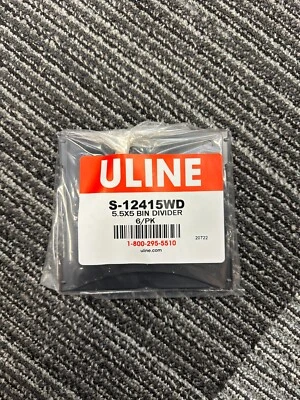 ULINE
S-12415WD
5.5X5 BIN DIVIDER
6/PK
1-800-295-5510
20722
uline.com